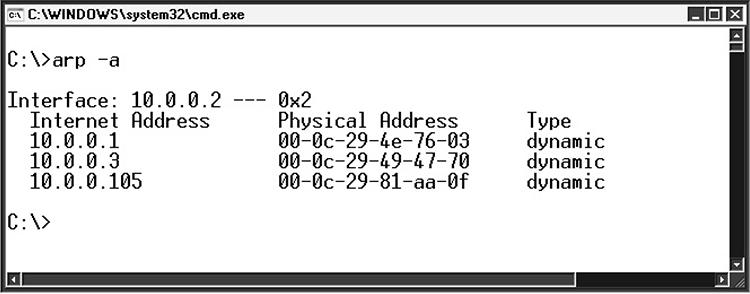 C:\WINDOWS\system32\cmd.exe
C:\>arp -a
Interface: 10.0.0.2 --- 0x2
Internet Address Physical Address Type
10.0.0.1 00-0c-29-4e-76-03 dynamic
10.0.0.3 00-0c-29-49-47-70 dynamic
10.0.0.105 00-0c-29-81-aa-0f dynamic
C:\>